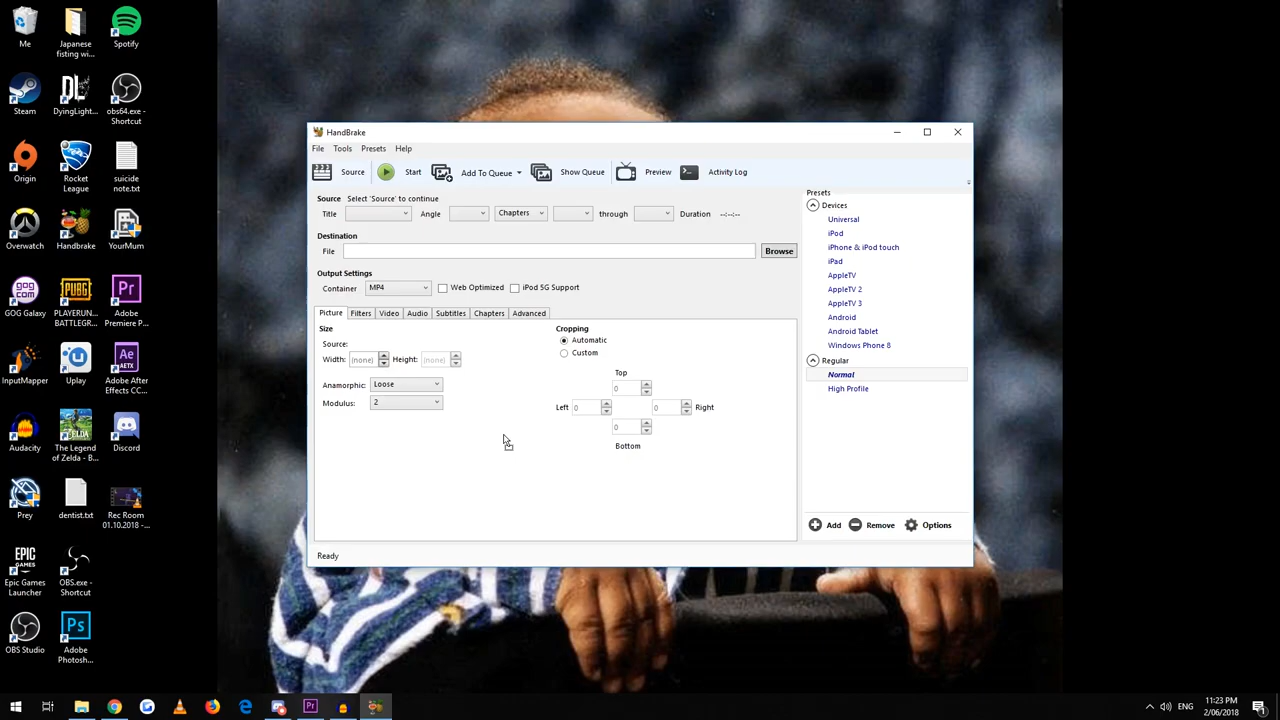 Me
Japanese fisting wi...
Spotify
Steam
DyingLight...
obs64.exe - Shortcut
Origin
Rocket League
suicide note.txt
Overwatch
Handbrake
YourMum
GOG Galaxy
PLAYERUN... BATTLEGR...
Adobe Premiere P...
InputMapper
Uplay
Adobe After Effects CC...
Audacity
The Legend of Zelda - B...
Discord
Prey
dentist.txt
Rec Room 01.10.2018 -...
Epic Games Launcher
OBS.exe - Shortcut
OBS Studio
Adobe Photosh...
HandBrake
File Tools Presets Help
Source Start Add To Queue Show Queue Preview Activity Log
Source Select 'Source' to continue
Title Angle Chapters through Duration --:--:--
Destination
File Browse
Output Settings
Container MP4 Web Optimized iPod 5G Support
Picture Filters Video Audio Subtitles Chapters Advanced
Size
Source:
Width: (none) Height: (none)
Anamorphic: Loose
Modulus: 2
Cropping
Automatic
Custom
Top
0
Left 0 0 Right
0
Bottom
Presets
Devices
Universal
iPod
iPhone & iPod touch
iPad
AppleTV
AppleTV 2
AppleTV 3
Android
Android Tablet
Windows Phone 8
Regular
Normal
High Profile
Add Remove Options
Ready
ENG
11:23 PM
2/06/2018